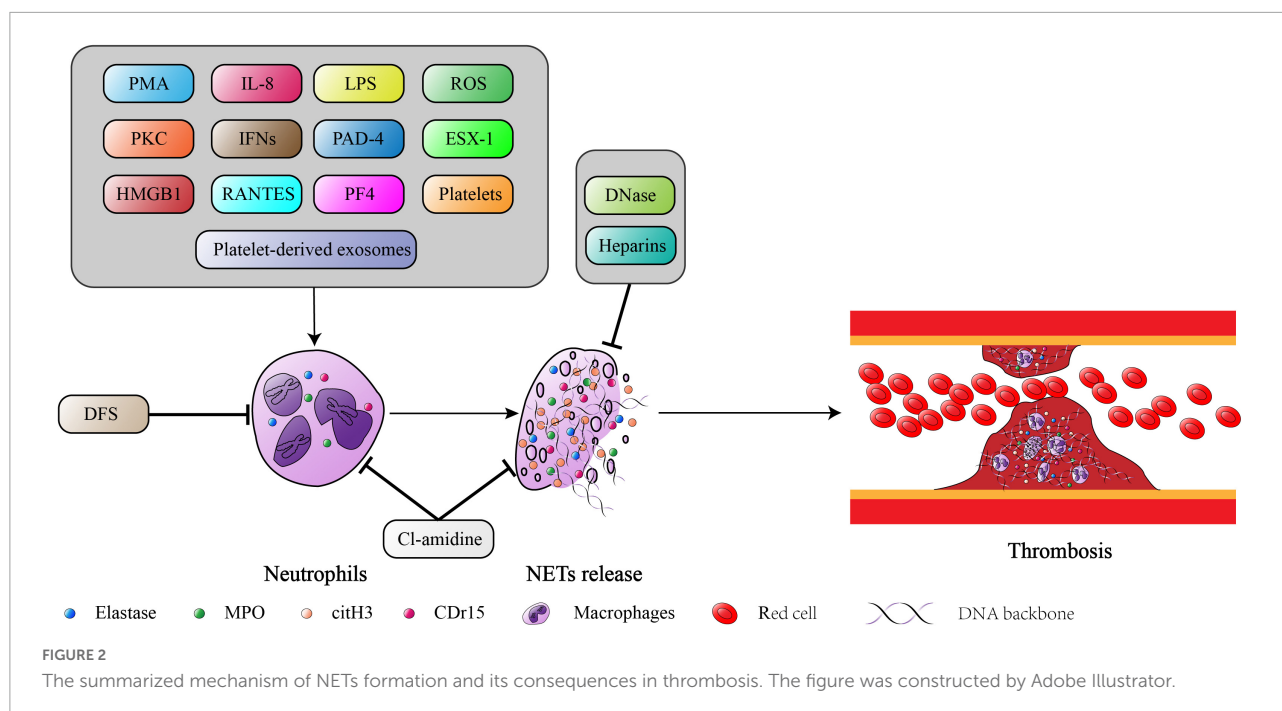 PMA IL-8 LPS ROS
PKC IFNs PAD-4 ESX-1
HMGB1 RANTES PF4 Platelets
Platelet-derived exosomes
DNase
Heparins
DFS
Cl-amidine
Neutrophils NETs release Thrombosis
Elastase MPO citH3 CDr15 Macrophages Red cell DNA backbone
FIGURE 2
The summarized mechanism of NETs formation and its consequences in thrombosis. The figure was constructed by Adobe Illustrator.